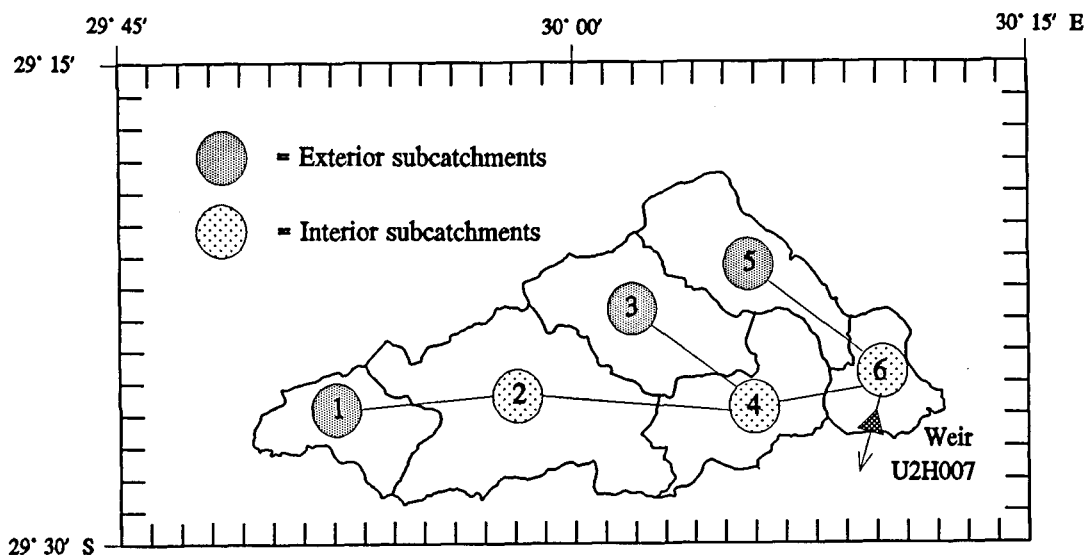 29° 45' 30° 00' 30° 15' E
29° 15'
= Exterior subcatchments
= Interior subcatchments
5
3
6
2
4
1
Weir
U2H007
29° 30' S